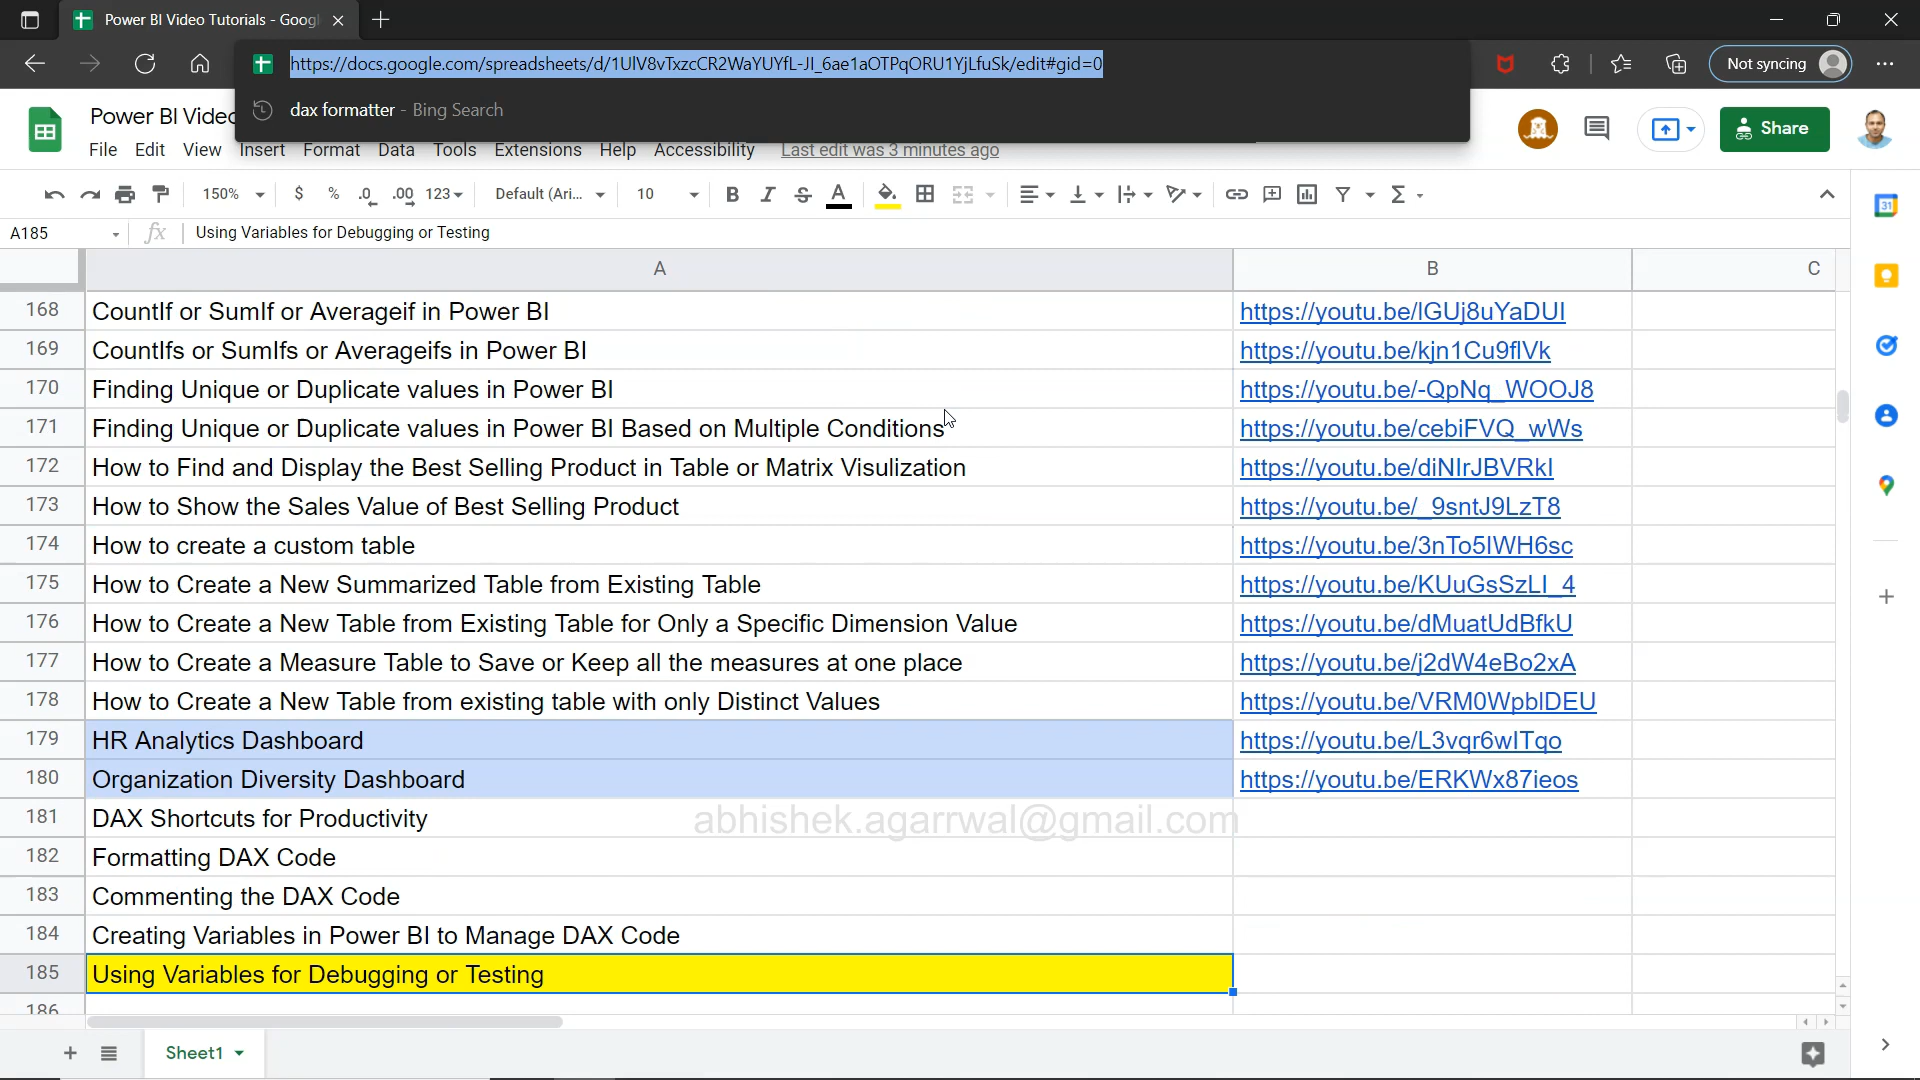 Power BI Video Tutorials - Googl
https://docs.google.com/spreadsheets/d/1UlV8vTxzcCR2WaYUYfL-JI_6ae1aOTPqORU1YjLfuSk/edit#gid=0
Not syncing
dax formatter - Bing Search
Power BI Videc
Share
File Edit View Insert Format Data Tools Extensions Help Accessibility Last edit was 3 minutes ago
150% $ % .0 .00 123 Default (Ari... 10 B I S A
A185 fx Using Variables for Debugging or Testing
A B C
168 CountIf or SumIf or Averageif in Power BI https://youtu.be/lGUj8uYaDUI
169 CountIfs or SumIfs or Averageifs in Power BI https://youtu.be/kjn1Cu9flVk
170 Finding Unique or Duplicate values in Power BI https://youtu.be/-QpNq_WOOJ8
171 Finding Unique or Duplicate values in Power BI Based on Multiple Conditions https://youtu.be/cebiFVQ_wWs
172 How to Find and Display the Best Selling Product in Table or Matrix Visulization https://youtu.be/diNIrJBVRkI
173 How to Show the Sales Value of Best Selling Product https://youtu.be/_9sntJ9LzT8
174 How to create a custom table https://youtu.be/3nTo5IWH6sc
175 How to Create a New Summarized Table from Existing Table https://youtu.be/KUuGsSzLI_4
176 How to Create a New Table from Existing Table for Only a Specific Dimension Value https://youtu.be/dMuatUdBfkU
177 How to Create a Measure Table to Save or Keep all the measures at one place https://youtu.be/j2dW4eBo2xA
178 How to Create a New Table from existing table with only Distinct Values https://youtu.be/VRM0WpbIDEU
179 HR Analytics Dashboard https://youtu.be/L3vqr6wITqo
180 Organization Diversity Dashboard https://youtu.be/ERKWx87ieos
181 DAX Shortcuts for Productivity
abhishek.agarrwal@gmail.com
182 Formatting DAX Code
183 Commenting the DAX Code
184 Creating Variables in Power BI to Manage DAX Code
185 Using Variables for Debugging or Testing
186
Sheet1